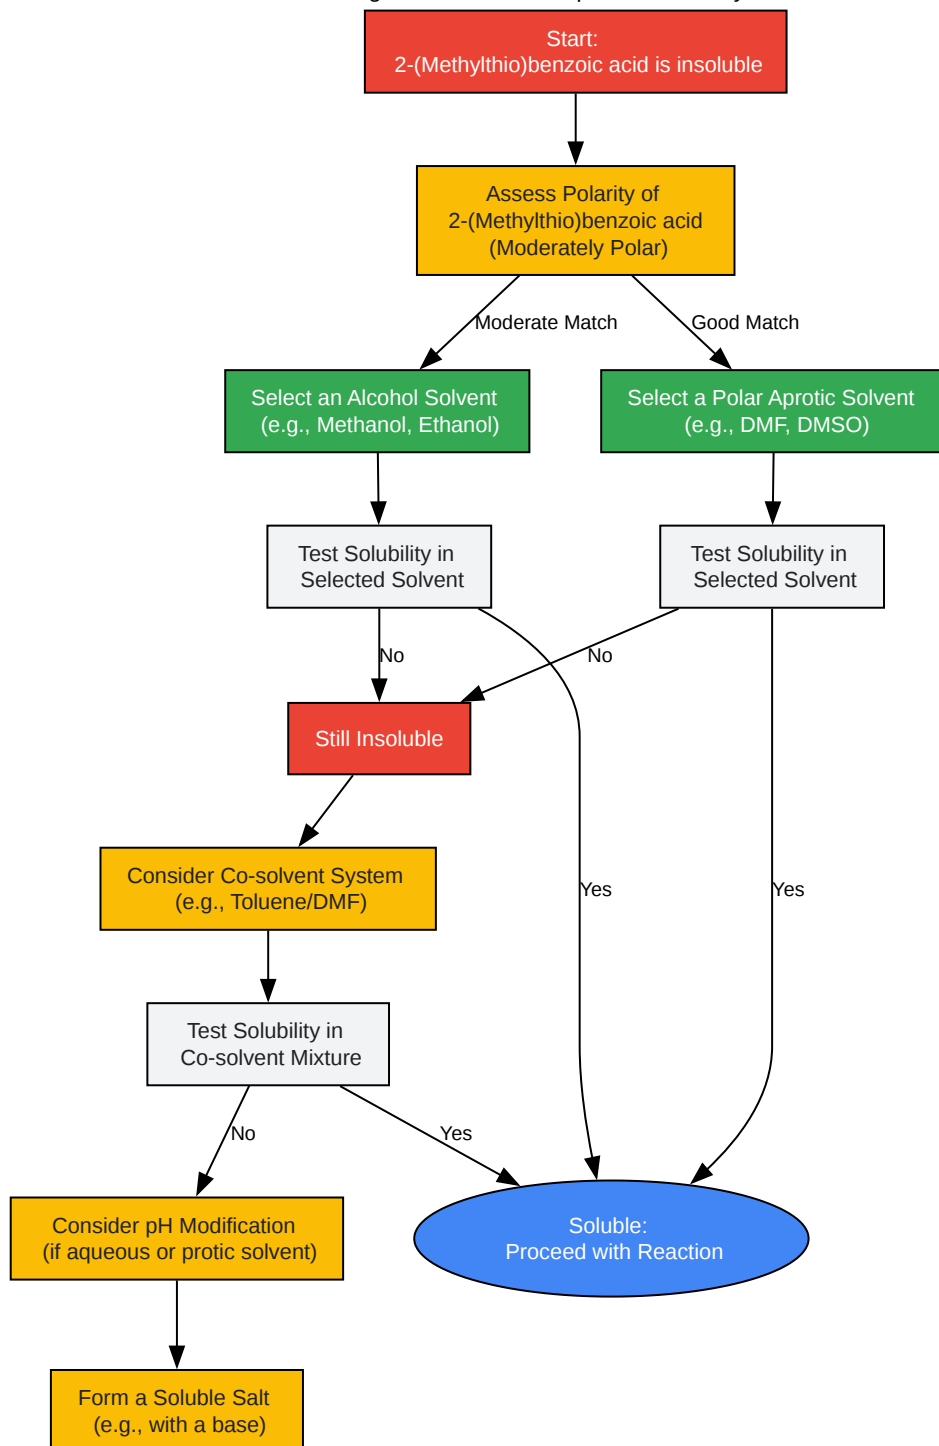 Start:
2-(Methylthio)benzoic acid is insoluble
Assess Polarity of
2-(Methylthio)benzoic acid
(Moderately Polar)
Moderate Match
Good Match
Select an Alcohol Solvent
(e.g., Methanol, Ethanol)
Select a Polar Aprotic Solvent
(e.g., DMF, DMSO)
Test Solubility in
Selected Solvent
Test Solubility in
Selected Solvent
No
No
Still Insoluble
Consider Co-solvent System
(e.g., Toluene/DMF)
Yes
Yes
Test Solubility in
Co-solvent Mixture
No
Yes
Consider pH Modification
(if aqueous or protic solvent)
Soluble:
Proceed with Reaction
Form a Soluble Salt
(e.g., with a base)